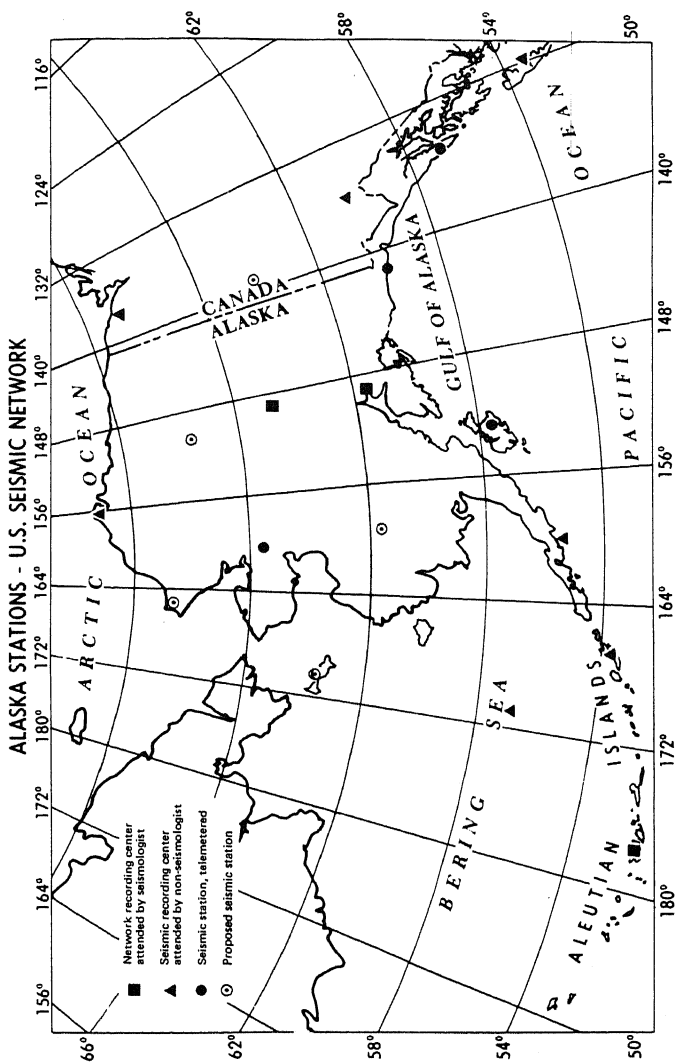 ALASKA STATIONS - U.S. SEISMIC NETWORK
156°
164°
172°
180°
172°
164°
156°
148°
140°
132°
124°
116°
66°
62°
58°
54°
50°
62°
58°
54°
50°
180°
172°
164°
156°
148°
140°
ARCTIC OCEAN
CANADA
ALASKA
GULF OF ALASKA
PACIFIC OCEAN
BERING SEA
ALEUTIAN ISLANDS
Network recording center
attended by seismologist
Seismic recording center
attended by non-seismologist
Seismic station, telemetered
Proposed seismic station